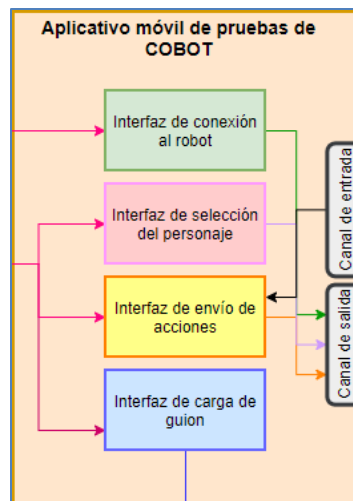 Aplicativo móvil de pruebas de
COBOT
Interfaz de conexión
al robot
Interfaz de selección
del personaje
Interfaz de envío de
acciones
Interfaz de carga de
guion
Canal de entrada
Canal de salida